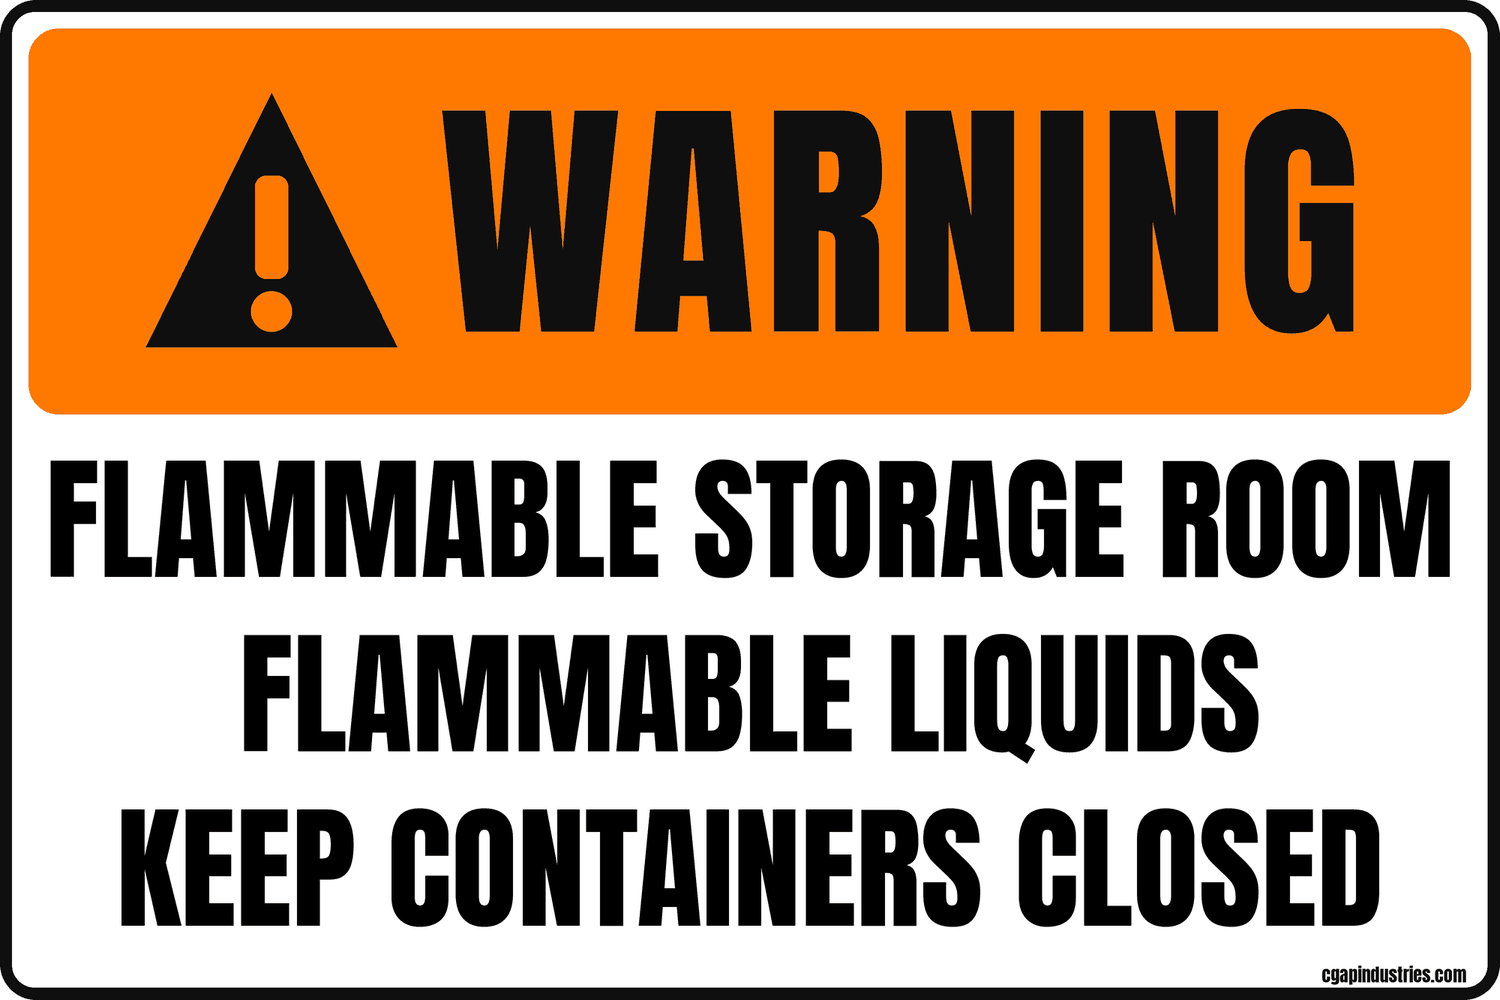 WARNING
FLAMMABLE STORAGE ROOM
FLAMMABLE LIQUIDS
KEEP CONTAINERS CLOSED
cgapindustries.com